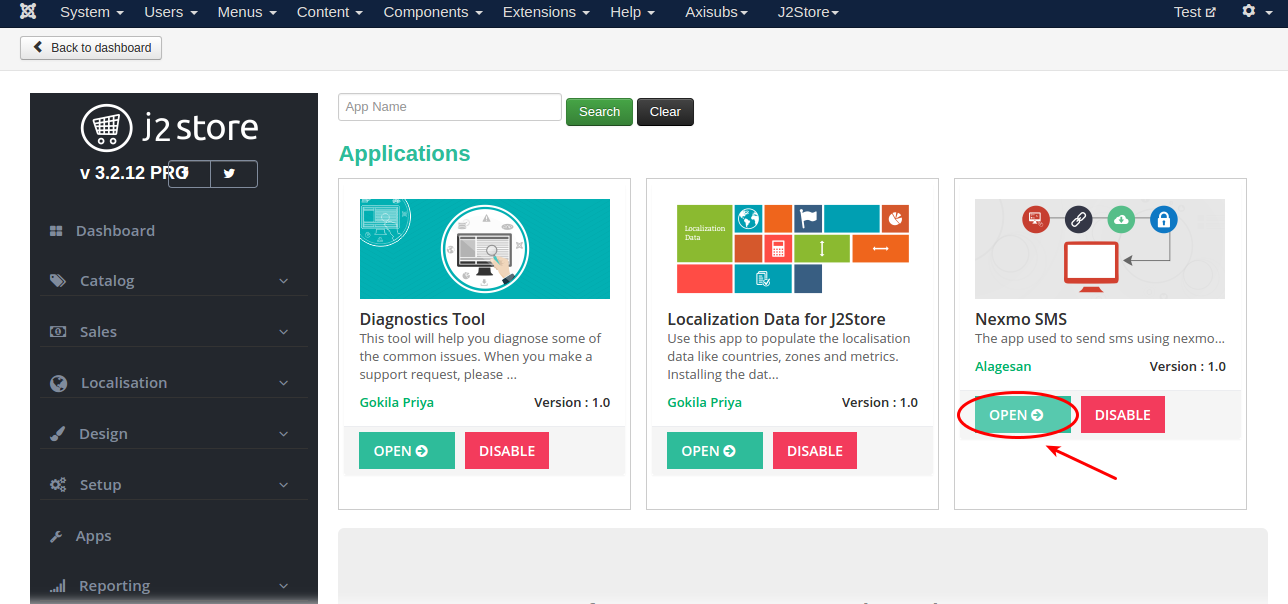 System Users Menus Content Components Extensions Help Axisubs J2Store Test
Back to dashboard
j2store
v 3.2.12 PRO
Dashboard
Catalog
Sales
Localisation
Design
Setup
Apps
Reporting
App Name Search Clear
Applications
Diagnostics Tool
This tool will help you diagnose some of
the common issues. When you make a
support request, please ...
Gokila Priya Version : 1.0
OPEN DISABLE
Localization
Data
Localization Data for J2Store
Use this app to populate the localisation
data like countries, zones and metrics.
Installing the dat...
Gokila Priya Version : 1.0
OPEN DISABLE
Nexmo SMS
The app used to send sms using nexmo...
Alagesan Version : 1.0
OPEN DISABLE